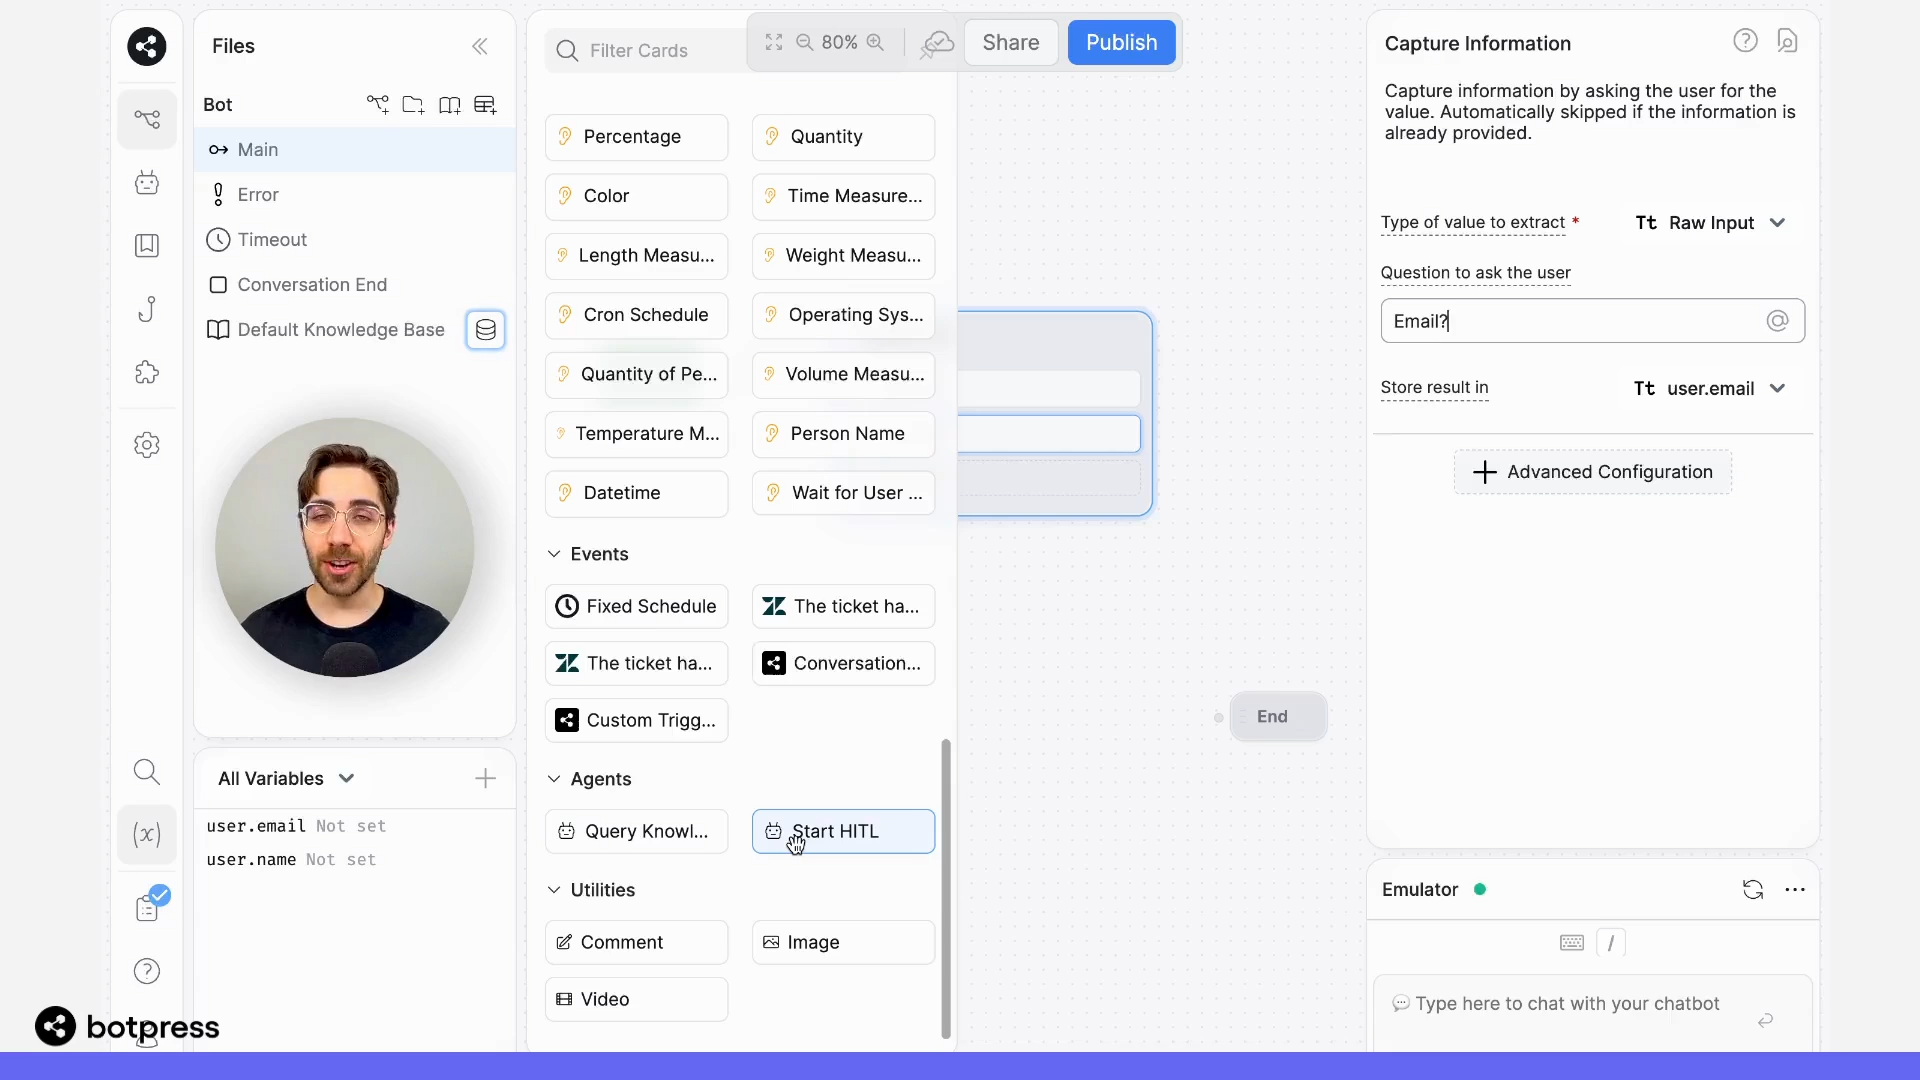 Files
Bot
Main
Error
Timeout
Conversation End
Default Knowledge Base
All Variables
user.email Not set
user.name Not set
botpress
Filter Cards
80%
Share
Publish
Percentage
Quantity
Color
Time Measure...
Length Measu...
Weight Measu...
Cron Schedule
Operating Sys...
Quantity of Pe...
Volume Measu...
Temperature M...
Person Name
Datetime
Wait for User ...
Events
Fixed Schedule
The ticket ha...
The ticket ha...
Conversation...
Custom Trigg...
Agents
Query Knowl...
Start HITL
Utilities
Comment
Image
Video
End
Capture Information
Capture information by asking the user for the
value. Automatically skipped if the information is
already provided.
Type of value to extract *
Tt Raw Input
Question to ask the user
Email?
Store result in
Tt user.email
Advanced Configuration
Emulator
/
Type here to chat with your chatbot